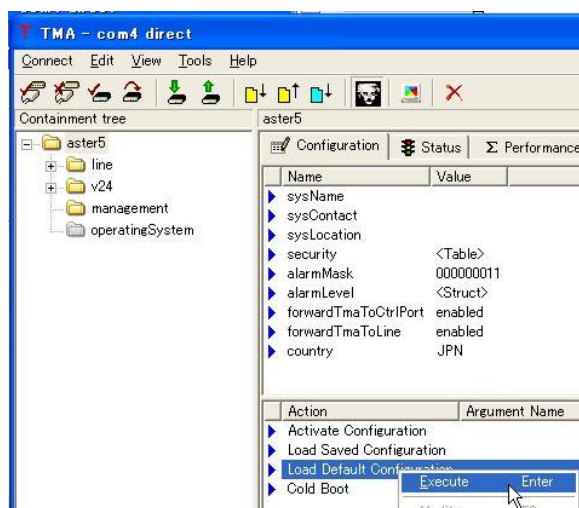 TMA - com4 direct
Connect Edit View Tools Help
Containment tree
aster5
aster5
line
v24
management
operatingSystem
Configuration Status Σ Performance
Name Value
sysName
sysContact
sysLocation
security <Table>
alarmMask 000000011
alarmLevel <Struct>
forwardTmaToCtrlPort enabled
forwardTmaToLine enabled
country JPN
Action Argument Name
Activate Configuration
Load Saved Configuration
Load Default Configuration
Execute Enter
Cold Boot